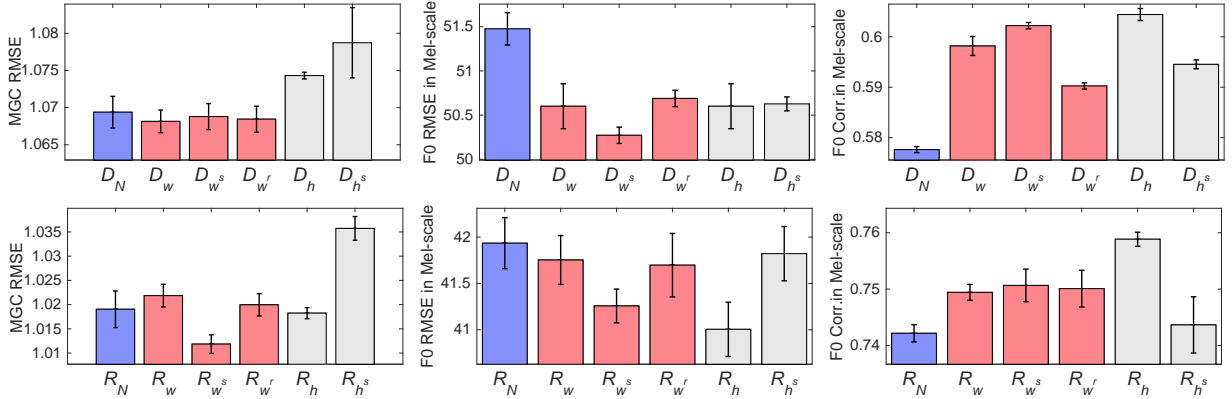 MGC RMSE
1.08
1.075
1.07
1.065
D_N D_w D_w^s D_w^r D_h D_h^s
F0 RMSE in Mel-scale
51.5
51
50.5
50
D_N D_w D_w^s D_w^r D_h D_h^s
F0 Corr.in Mel-scale
0.6
0.59
0.58
D_N D_w D_w^s D_w^r D_h D_h^s
MGC RMSE
1.035
1.03
1.025
1.02
1.015
1.01
R_N R_w R_w^s R_w^r R_h R_h^s
F0 RMSE in Mel-scale
42
41.5
41
R_N R_w R_w^s R_w^r R_h R_h^s
F0 Corr.in Mel-scale
0.76
0.75
0.74
R_N R_w R_w^s R_w^r R_h R_h^s